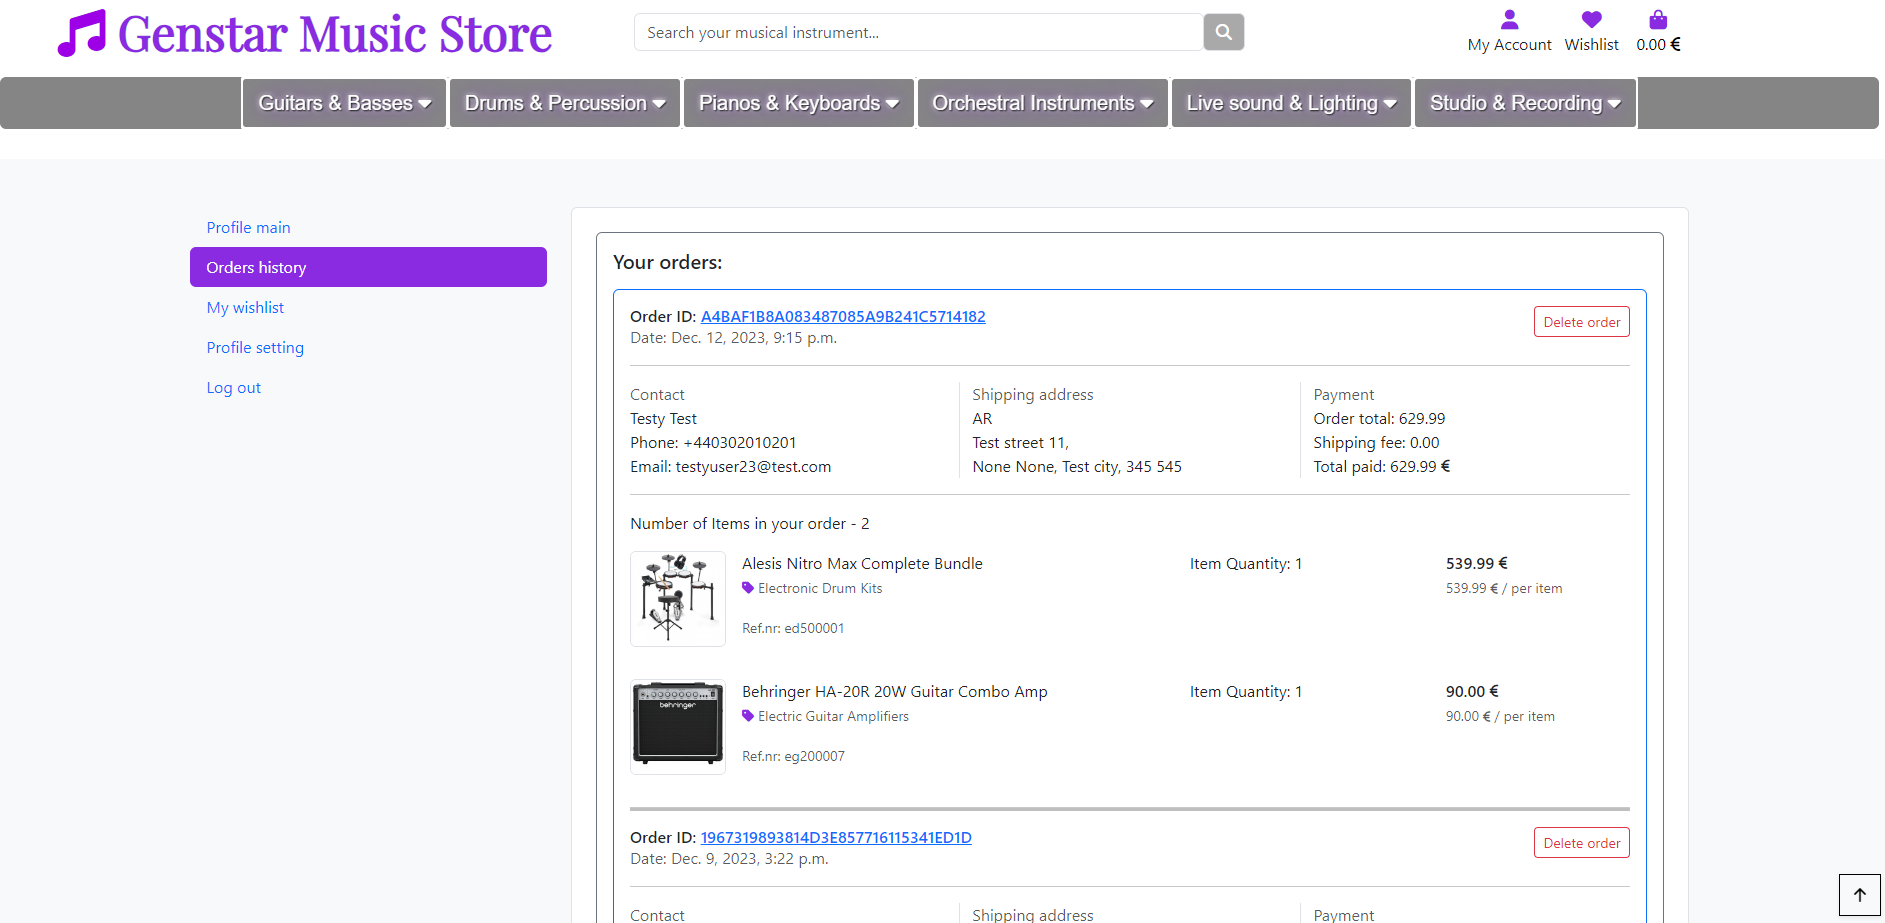 Genstar Music Store
Search your musical instrument...
My Account
Wishlist
0.00 €
Guitars & Basses
Drums & Percussion
Pianos & Keyboards
Orchestral Instruments
Live sound & Lighting
Studio & Recording
Profile main
Orders history
My wishlist
Profile setting
Log out
Your orders:
Order ID: A4BAF1B8A083487085A9B241C5714182
Delete order
Date: Dec. 12, 2023, 9:15 p.m.
Contact
Testy Test
Phone: +440302010201
Email: testyuser23@test.com
Shipping address
AR
Test street 11,
None None, Test city, 345 545
Payment
Order total: 629.99
Shipping fee: 0.00
Total paid: 629.99 €
Number of Items in your order - 2
Alesis Nitro Max Complete Bundle
Electronic Drum Kits
Ref.nr: ed500001
Item Quantity: 1
539.99 €
539.99 € / per item
behringer
Behringer HA-20R 20W Guitar Combo Amp
Electric Guitar Amplifiers
Ref.nr: eg200007
Item Quantity: 1
90.00 €
90.00 € / per item
Order ID: 1967319893814D3E857716115341ED1D
Delete order
Date: Dec. 9, 2023, 3:22 p.m.
Contact
Shipping address
Payment